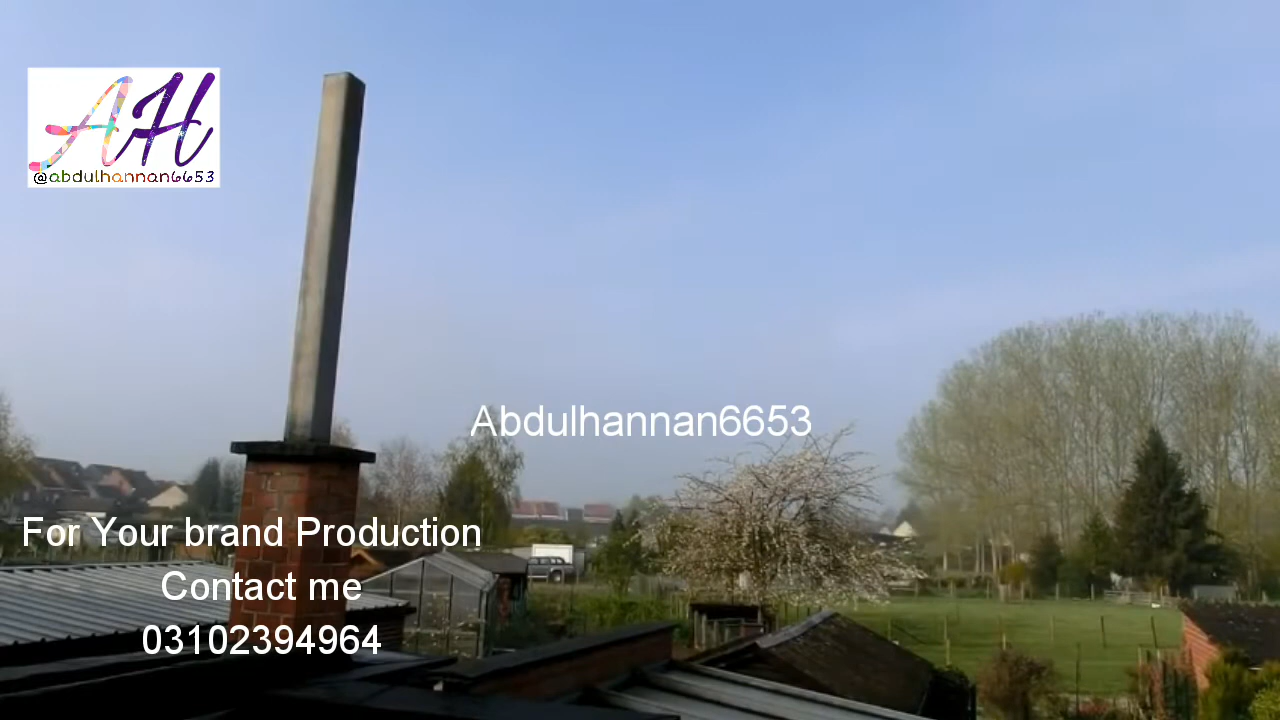 AH
@abdulhannan6653
Abdulhannan6653
For Your brand Production
Contact me
03102394964